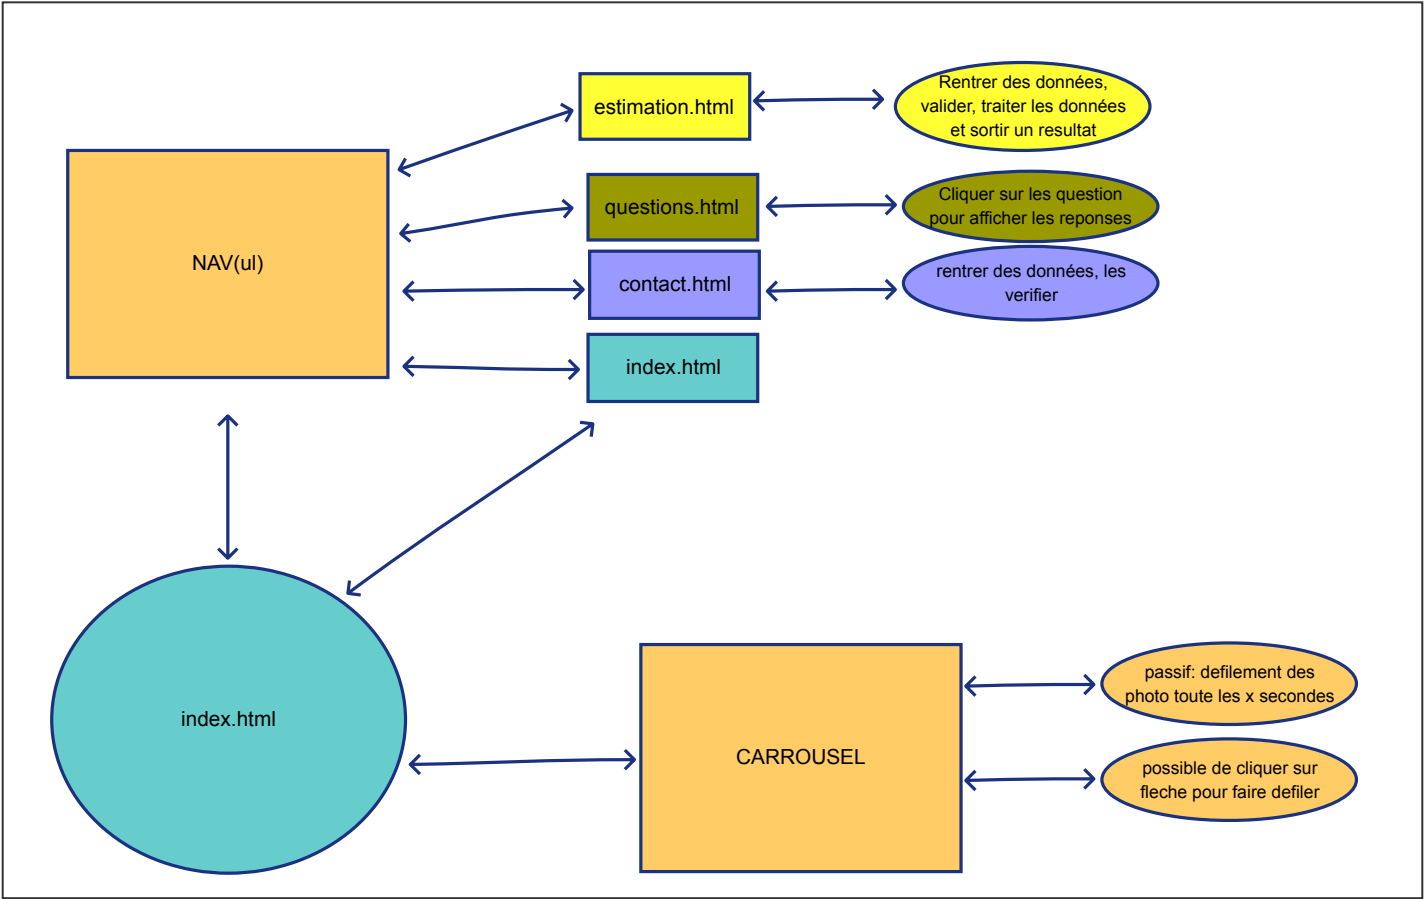 estimation.html
Rentrer des données,
valider, traiter les données
et sortir un resultat
NAV(ul)
questions.html
Cliquer sur les question
pour afficher les reponses
contact.html
rentrer des données, les
verifier
index.html
index.html
CARROUSEL
passif: defilement des
photo toute les x secondes
possible de cliquer sur
fleche pour faire defiler